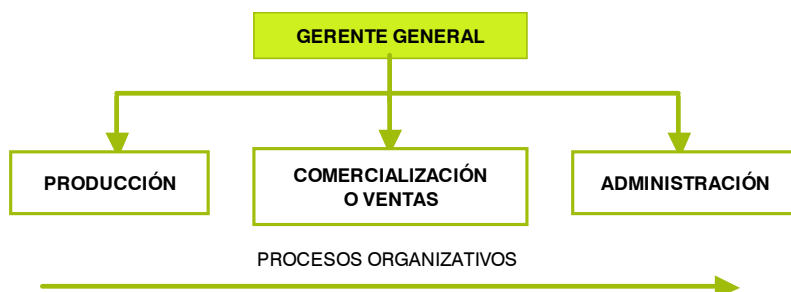 GERENTE GENERAL
PRODUCCIÓN
COMERCIALIZACIÓN
O VENTAS
ADMINISTRACIÓN
PROCESOS ORGANIZATIVOS